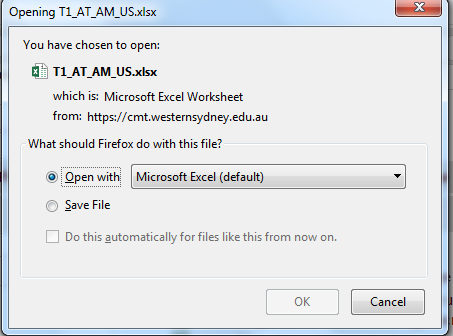 Opening T1_AT_AM_US.xlsx
You have chosen to open:
T1_AT_AM_US.xlsx
which is: Microsoft Excel Worksheet
from: https://cmt.westernsydney.edu.au
What should Firefox do with this file?
Open with Microsoft Excel (default)
Save File
Do this automatically for files like this from now on.
OK Cancel